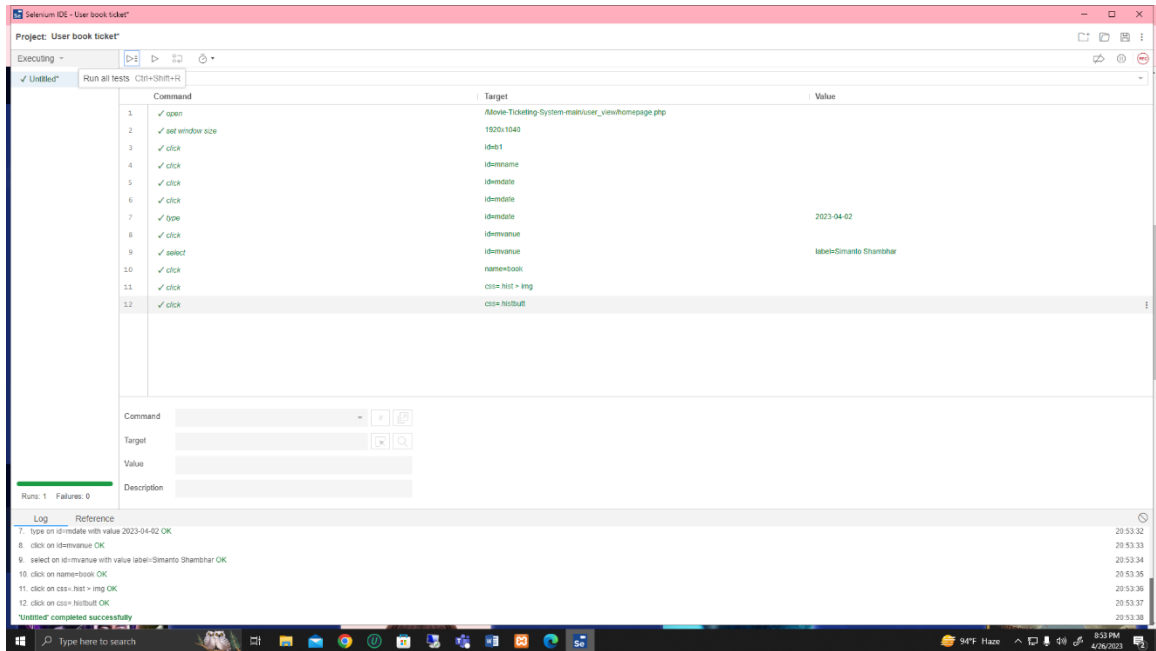 Selenium IDE - User book ticket*
Project: User book ticket*
Executing
✓ Untitled*
Run all tests Ctrl+Shift+R
REC
Command Target Value
1 ✓ open /Movie-Ticketing-System-main/user_view/homepage.php
2 ✓ set window size 1920x1040
3 ✓ click id=b1
4 ✓ click id=mname
5 ✓ click id=mdate
6 ✓ click id=mdate
7 ✓ type id=mdate 2023-04-02
8 ✓ click id=mvanue
9 ✓ select id=mvanue label=Simanto Shambhar
10 ✓ click name=book
11 ✓ click css=.hist > img
12 ✓ click css=.histbutt
Command
//
Target
Value
Description
Runs: 1 Failures: 0
Log Reference
7. type on id=mdate with value 2023-04-02 OK 20:53:32
8. click on id=mvanue OK 20:53:33
9. select on id=mvanue with value label=Simanto Shambhar OK 20:53:34
10. click on name=book OK 20:53:35
11. click on css=.hist > img OK 20:53:36
12. click on css=.histbutt OK 20:53:37
'Untitled' completed successfully 20:53:38
Type here to search
Se
94°F Haze
8:53 PM
4/26/2023
2